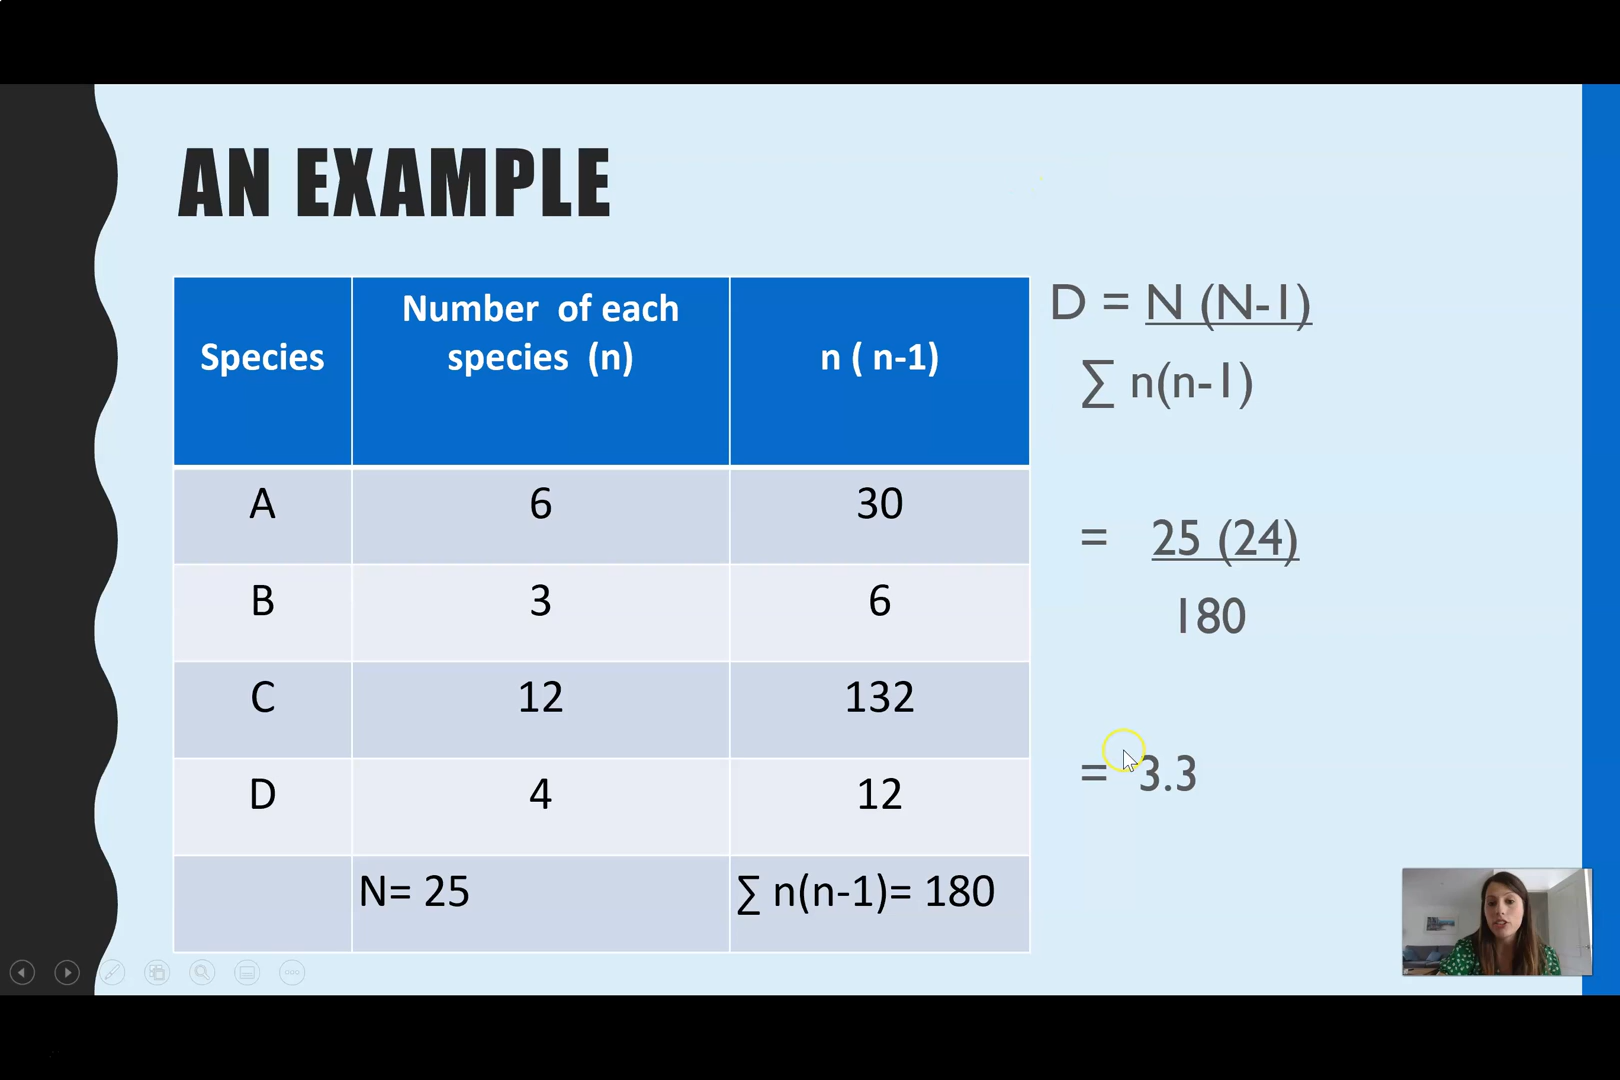 AN EXAMPLE
Species
Number of each
species (n)
n ( n-1)
A
6
30
B
3
6
C
12
132
D
4
12
N= 25
∑ n(n-1)= 180
D = N (N-1)
∑ n(n-1)
= 25 (24)
180
= 3.3